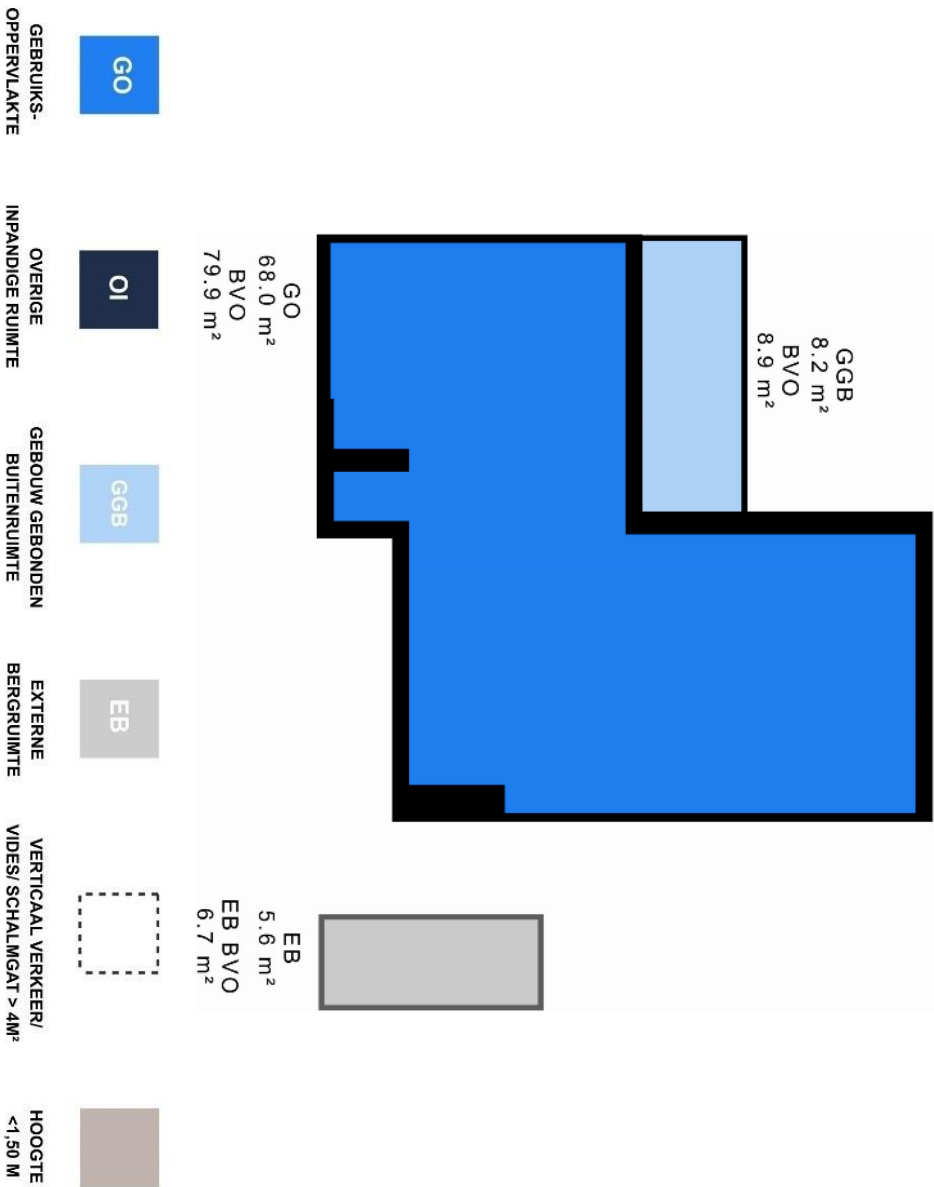 GGB
8.2 m²
BVO
8.9 m²
GO
68.0 m²
BVO
79.9 m²
EB
5.6 m²
EB BVO
6.7 m²
GO
GEBRUIKS-
OPPERVLAKTE
OI
OVERIGE
INPANDIGE RUIMTE
GGB
GEBOUW GEBONDEN
BUITENRUIMTE
EB
EXTERNE
BERGRUIMTE
VERTICAAL VERKEER/
VIDES/ SCHALMGAT > 4M²
HOOGTE
<1,50 M